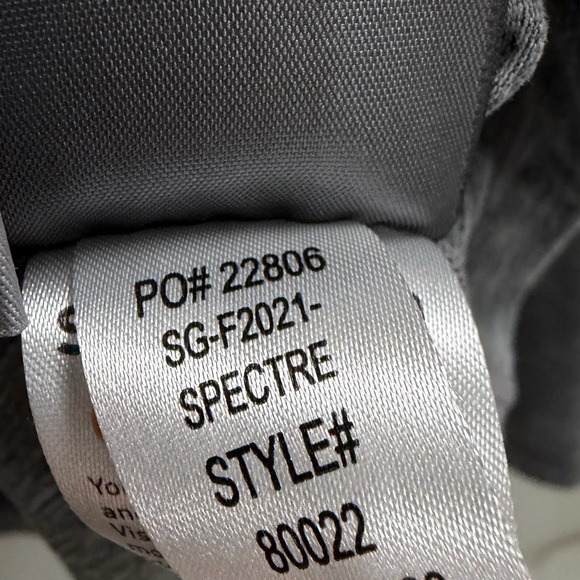 PO# 22806
SG-F2021-
SPECTRE
STYLE#
80022